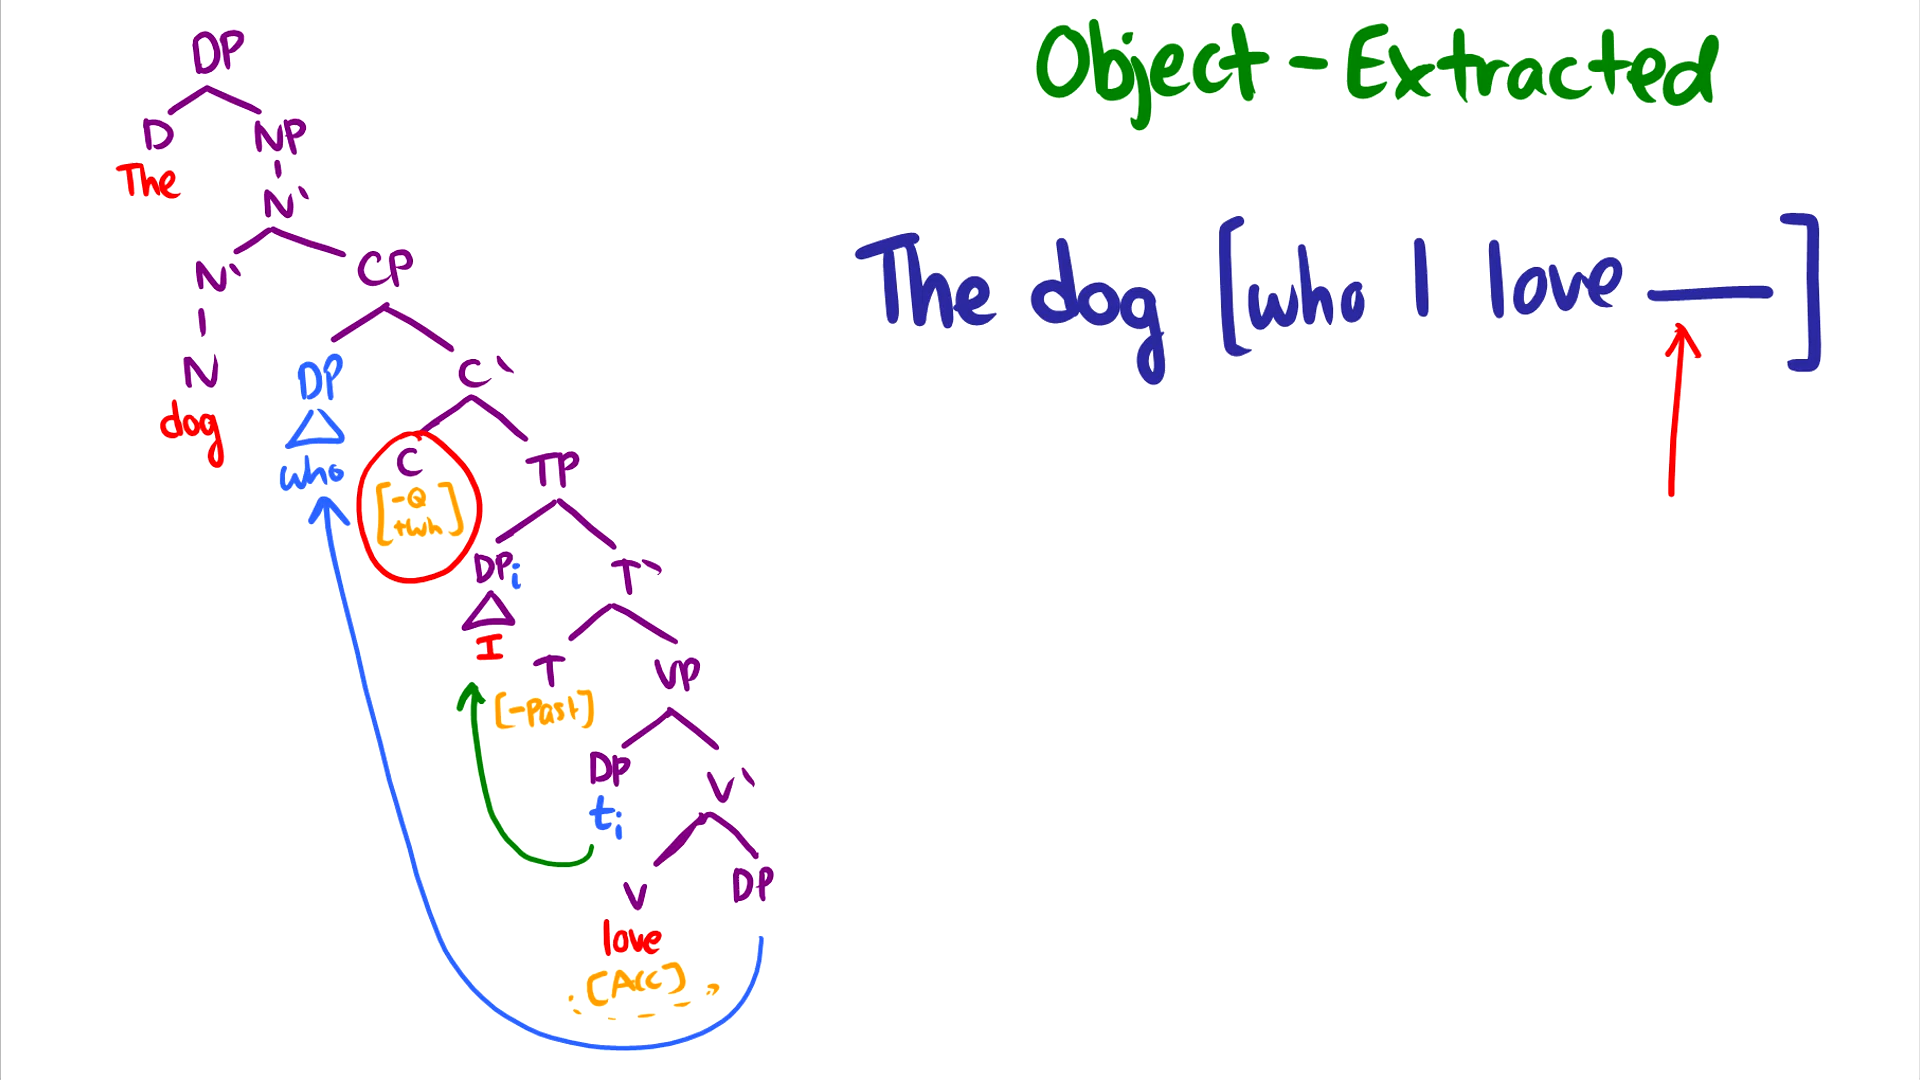 Object-Extracted
The dog [who I love __]
DP
D NP
The
N'
N' CP
N DP C'
dog who C TP
[-Q
+wh]
DPi T'
I T VP
[-Past]
DP V'
ti
V DP
love
[Acc]